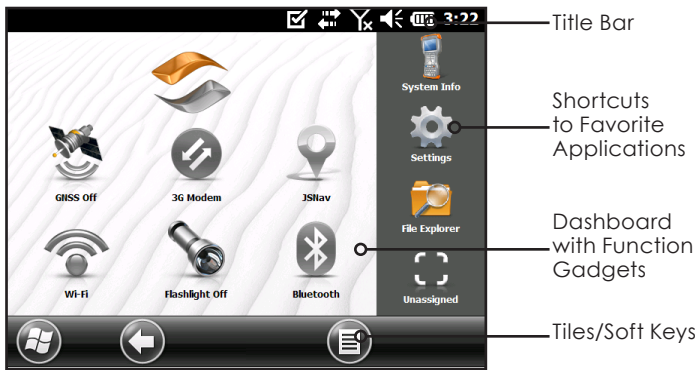 3:22
Title Bar
System Info
Shortcuts
to Favorite
Applications
Settings
GNSS Off
3G Modem
JSNav
File Explorer
Dashboard
with Function
Gadgets
Wi-Fi
Flashlight Off
Bluetooth
Unassigned
Tiles/Soft Keys